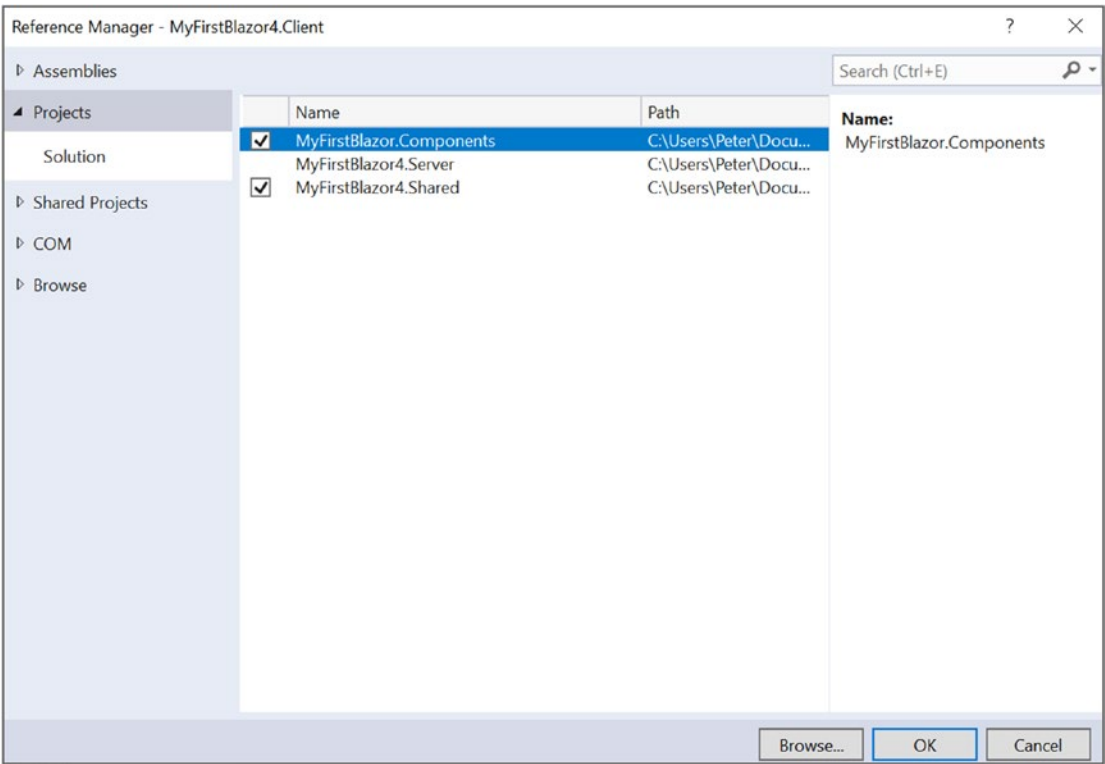 Reference Manager - MyFirstBlazor4.Client
?
Assemblies
Search (Ctrl+E)
Projects
Solution
Shared Projects
COM
Browse
Name Path
MyFirstBlazor.Components C:\Users\Peter\Docu...
MyFirstBlazor4.Server C:\Users\Peter\Docu...
MyFirstBlazor4.Shared C:\Users\Peter\Docu...
Name:
MyFirstBlazor.Components
Browse... OK Cancel